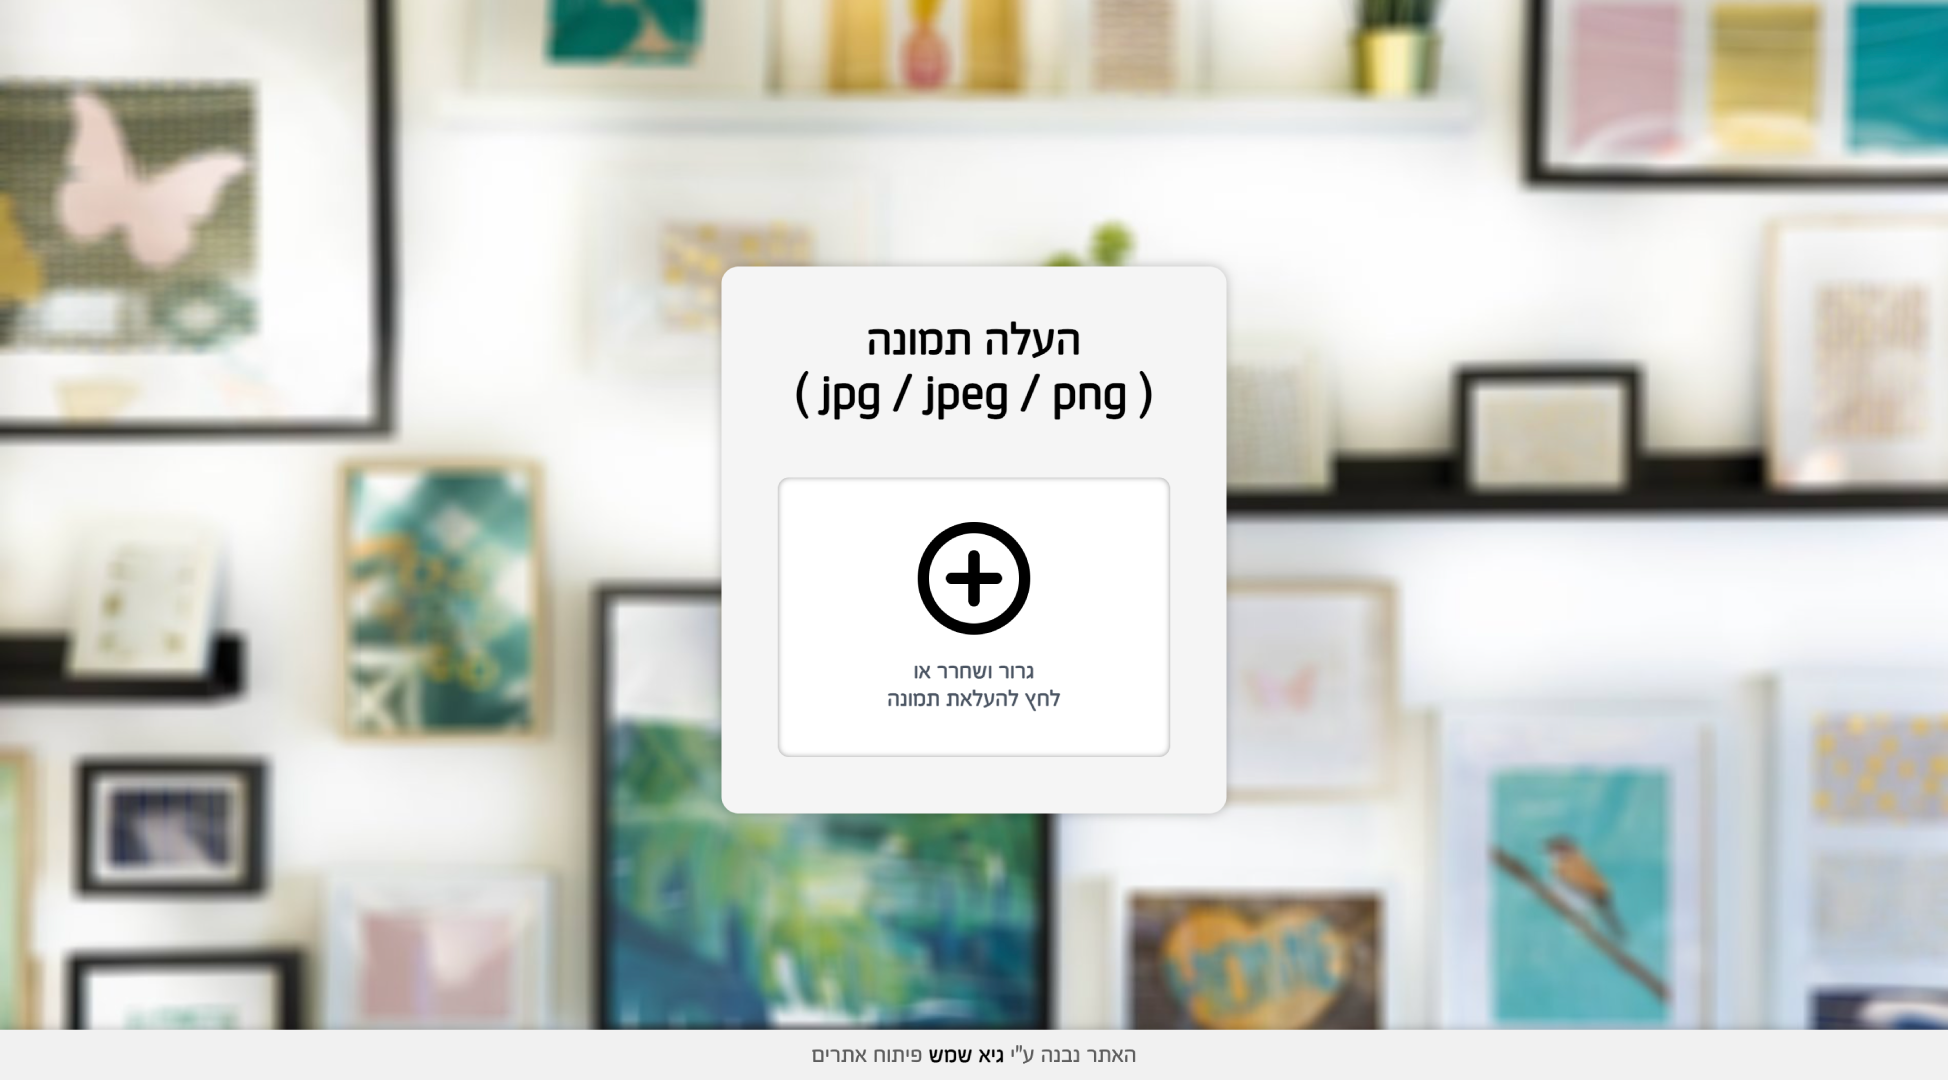 העלה תמונה
( jpg / jpeg / png )
גרור ושחרר או
לחץ להעלאת תמונה
האתר נבנה ע"י גיא שמש פיתוח אתרים